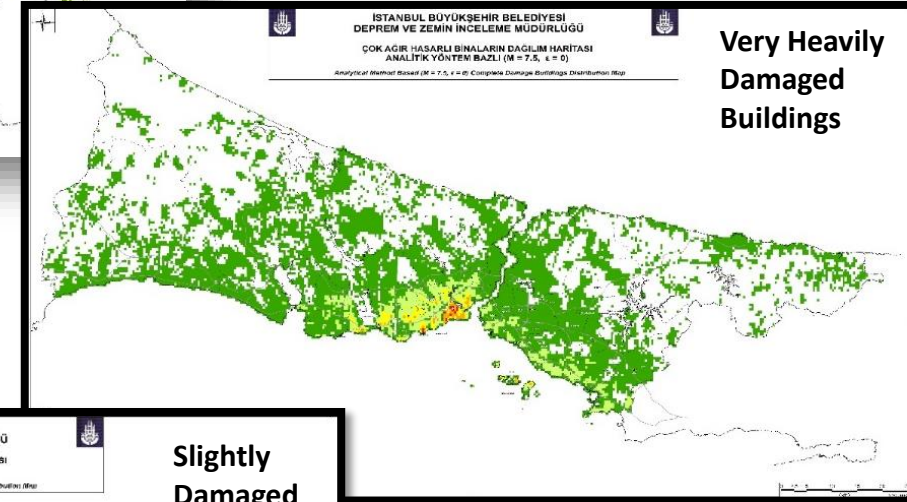 İSTANBUL BÜYÜKŞEHİR BELEDİYESİ
DEPREM VE ZEMİN İNCELEME MÜDÜRLÜĞÜ
ÇOK AĞIR HASARLI BİNALARIN DAĞILIM HARİTASI
ANALİTİK YÖNTEM BAZLI (M = 7.5, ε = 0)
Analytical Method Based (M = 7.5, ε = 0) Complete Damage Buildings Distribution Map
Very Heavily
Damaged
Buildings
Slightly
Damaged